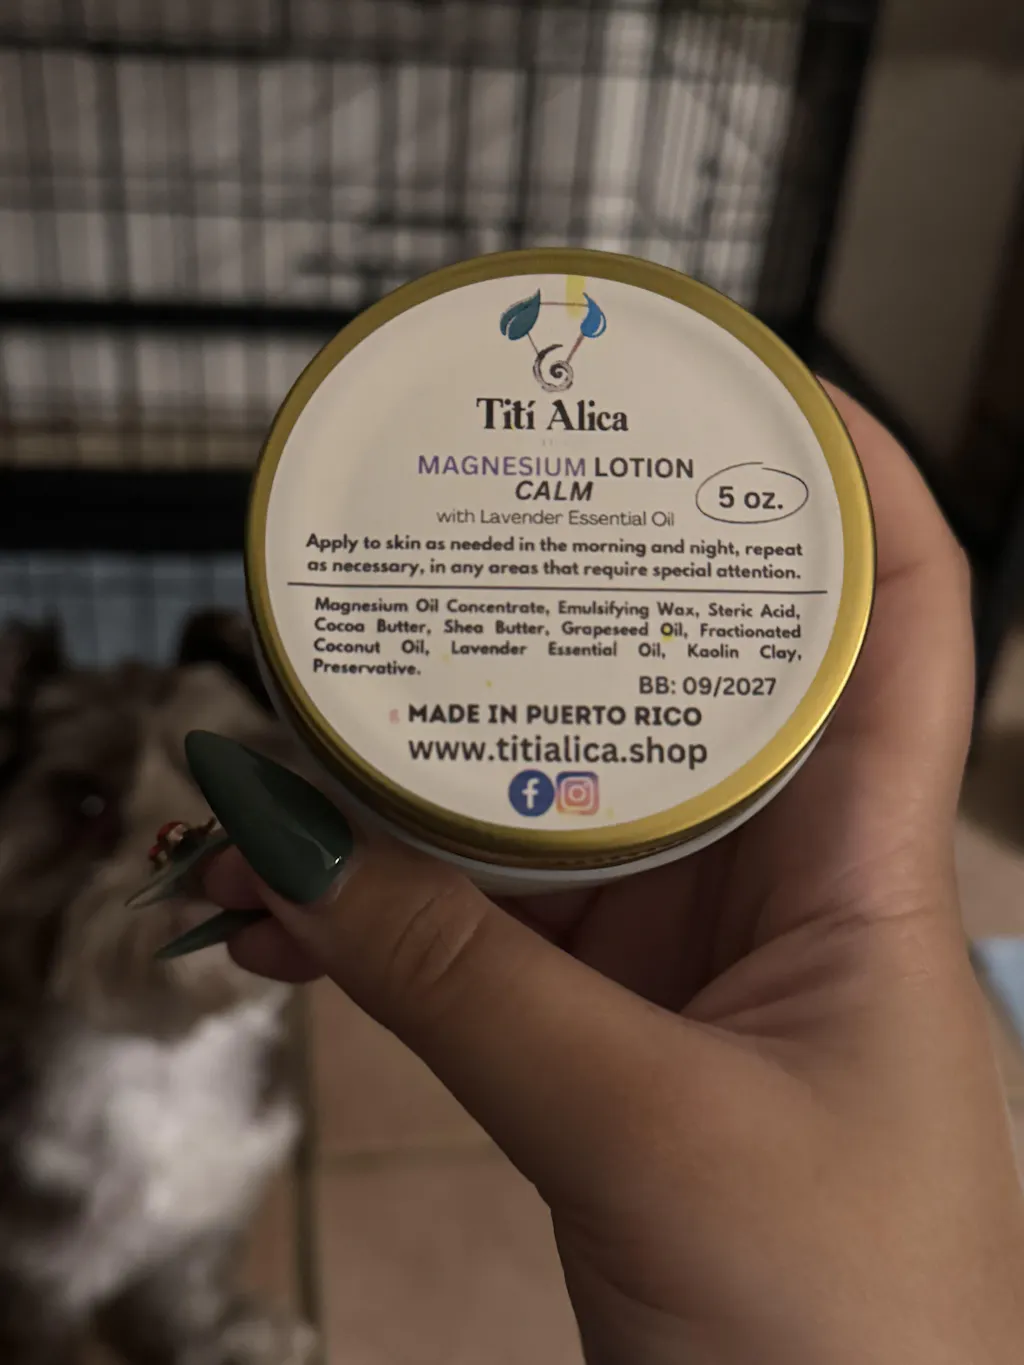 Tití Alica
MAGNESIUM LOTION
CALM
5 oz.
with Lavender Essential Oil
Apply to skin as needed in the morning and night, repeat
as necessary, in any areas that require special attention.
Magnesium Oil Concentrate, Emulsifying Wax, Steric Acid,
Cocoa Butter, Shea Butter, Grapeseed Oil, Fractionated
Coconut Oil, Lavender Essential Oil, Kaolin Clay,
Preservative.
BB: 09/2027
MADE IN PUERTO RICO
www.titialica.shop